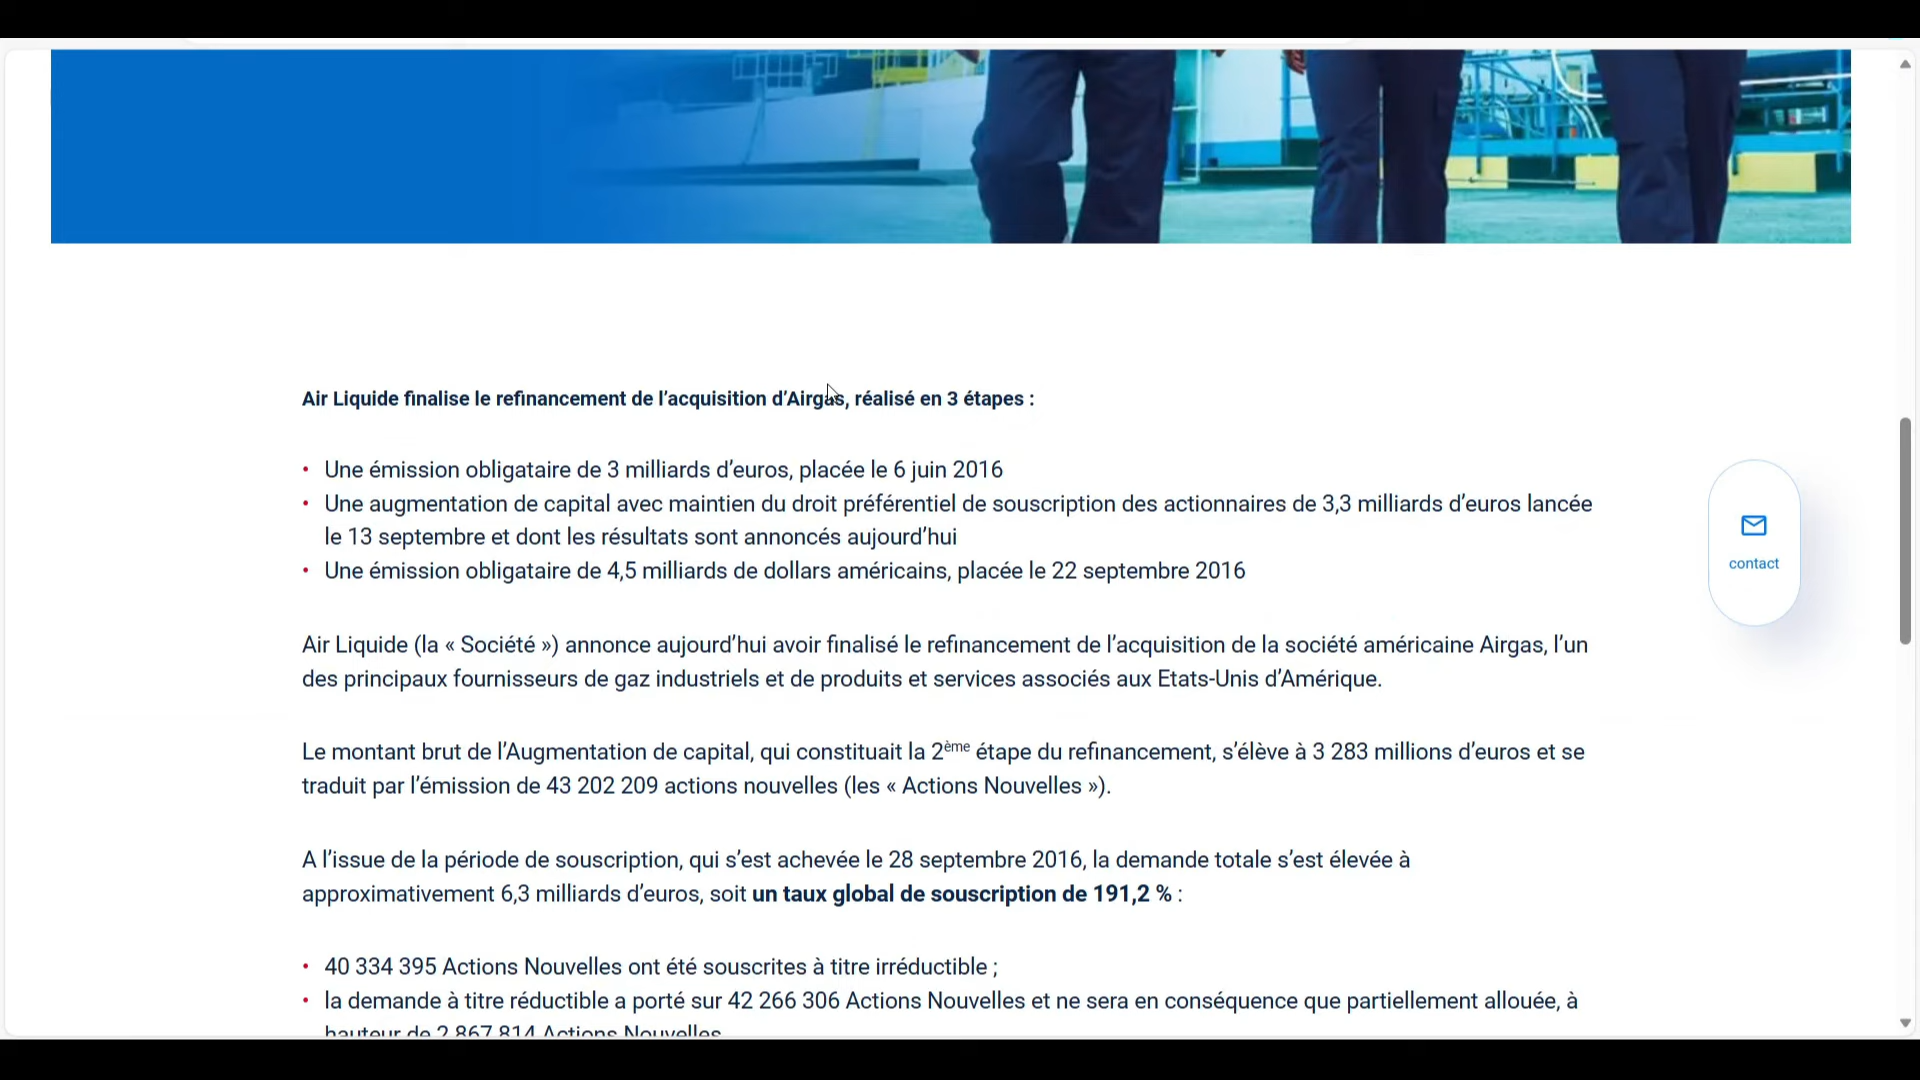 Air Liquide finalise le refinancement de l’acquisition d’Airgas, réalisé en 3 étapes :
• Une émission obligataire de 3 milliards d’euros, placée le 6 juin 2016
• Une augmentation de capital avec maintien du droit préférentiel de souscription des actionnaires de 3,3 milliards d’euros lancée
le 13 septembre et dont les résultats sont annoncés aujourd’hui
• Une émission obligataire de 4,5 milliards de dollars américains, placée le 22 septembre 2016
contact
Air Liquide (la « Société ») annonce aujourd’hui avoir finalisé le refinancement de l’acquisition de la société américaine Airgas, l’un
des principaux fournisseurs de gaz industriels et de produits et services associés aux Etats-Unis d’Amérique.
Le montant brut de l’Augmentation de capital, qui constituait la 2ème étape du refinancement, s’élève à 3 283 millions d’euros et se
traduit par l’émission de 43 202 209 actions nouvelles (les « Actions Nouvelles »).
A l’issue de la période de souscription, qui s’est achevée le 28 septembre 2016, la demande totale s’est élevée à
approximativement 6,3 milliards d’euros, soit un taux global de souscription de 191,2 % :
• 40 334 395 Actions Nouvelles ont été souscrites à titre irréductible ;
• la demande à titre réductible a porté sur 42 266 306 Actions Nouvelles et ne sera en conséquence que partiellement allouée, à
hauteur de 2 867 814 Actions Nouvelles